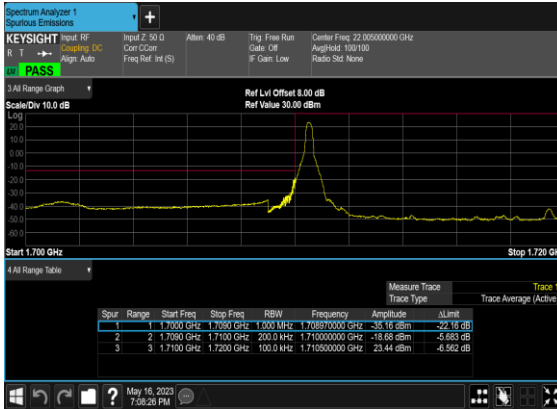 Spectrum Analyzer 1
Spurious Emissions
KEYSIGHT Input: RF Input Z: 50 Ω Atten: 40 dB Trig: Free Run Center Freq: 22.005000000 GHz
R T Coupling: DC Corr CCorr Gate: Off Avg|Hold: 100/100
Align: Auto Freq Ref: Int (S) IF Gain: Low Radio Std: None
PASS
3 All Range Graph Ref Lvl Offset 8.00 dB
Scale/Div 10.0 dB Ref Value 30.00 dBm
Log
20.0
10.0
0.00
-10.0
-20.0
-30.0
-40.0
-50.0
-60.0
Start 1.700 GHz Stop 1.720 GH
4 All Range Table
Measure Trace Trace 1
Trace Type Trace Average (Active
Spur Range Start Freq Stop Freq RBW Frequency Amplitude ΔLimit
1 1 1.7000 GHz 1.7090 GHz 1.000 MHz 1.708970000 GHz -35.16 dBm -22.16 dB
2 2 1.7090 GHz 1.7100 GHz 200.0 kHz 1.710000000 GHz -18.68 dBm -5.683 dB
3 3 1.7100 GHz 1.7200 GHz 100.0 kHz 1.710500000 GHz 23.44 dBm -6.562 dB
? May 16, 2023
7:08:26 PM